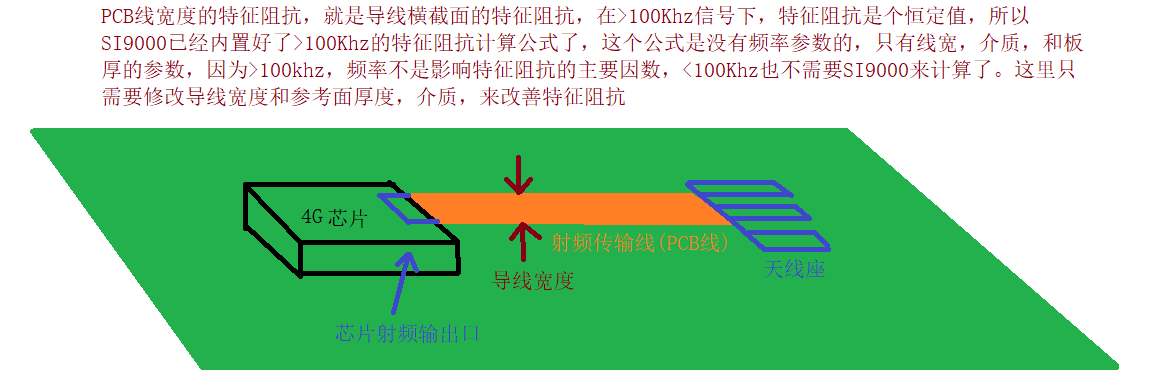 PCB线宽度的特征阻抗，就是导线横截面的特征阻抗，在>100Khz信号下，特征阻抗是个恒定值，所以
SI9000已经内置好了>100Khz的特征阻抗计算公式了，这个公式是没有频率参数的，只有线宽，介质，和板
厚的参数，因为>100khz，频率不是影响特征阻抗的主要因数，<100Khz也不需要SI9000来计算了。这里只
需要修改导线宽度和参考面厚度，介质，来改善特征阻抗
4G芯片
射频传输线(PCB线)
天线座
导线宽度
芯片射频输出口